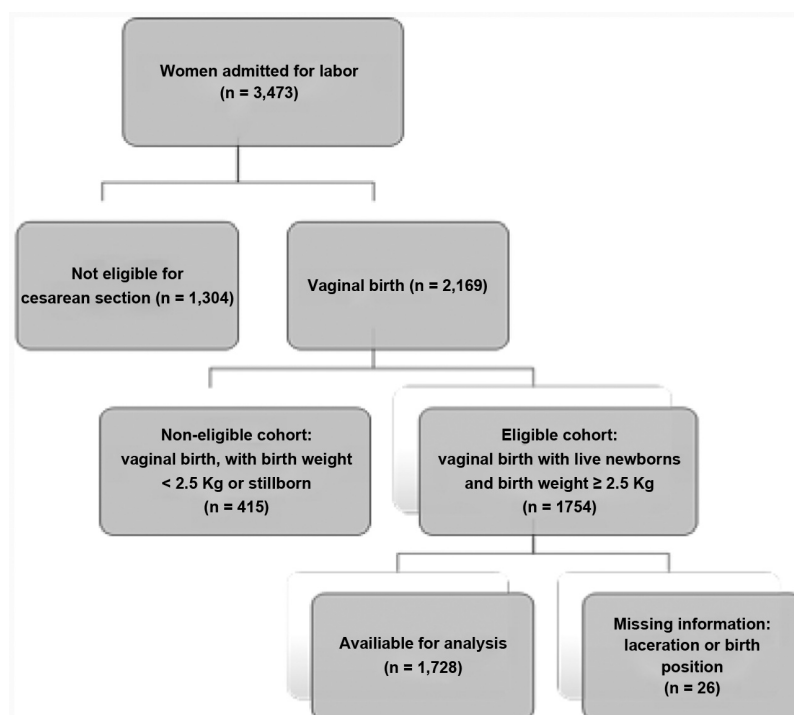 Women admitted for labor
(n = 3,473)
Not eligible for
cesarean section (n = 1,304)
Vaginal birth (n = 2,169)
Non-eligible cohort:
vaginal birth, with birth weight
< 2.5 Kg or stillborn
(n = 415)
Eligible cohort:
vaginal birth with live newborns
and birth weight ≥ 2.5 Kg
(n = 1754)
Availiable for analysis
(n = 1,728)
Missing information:
laceration or birth
position
(n = 26)